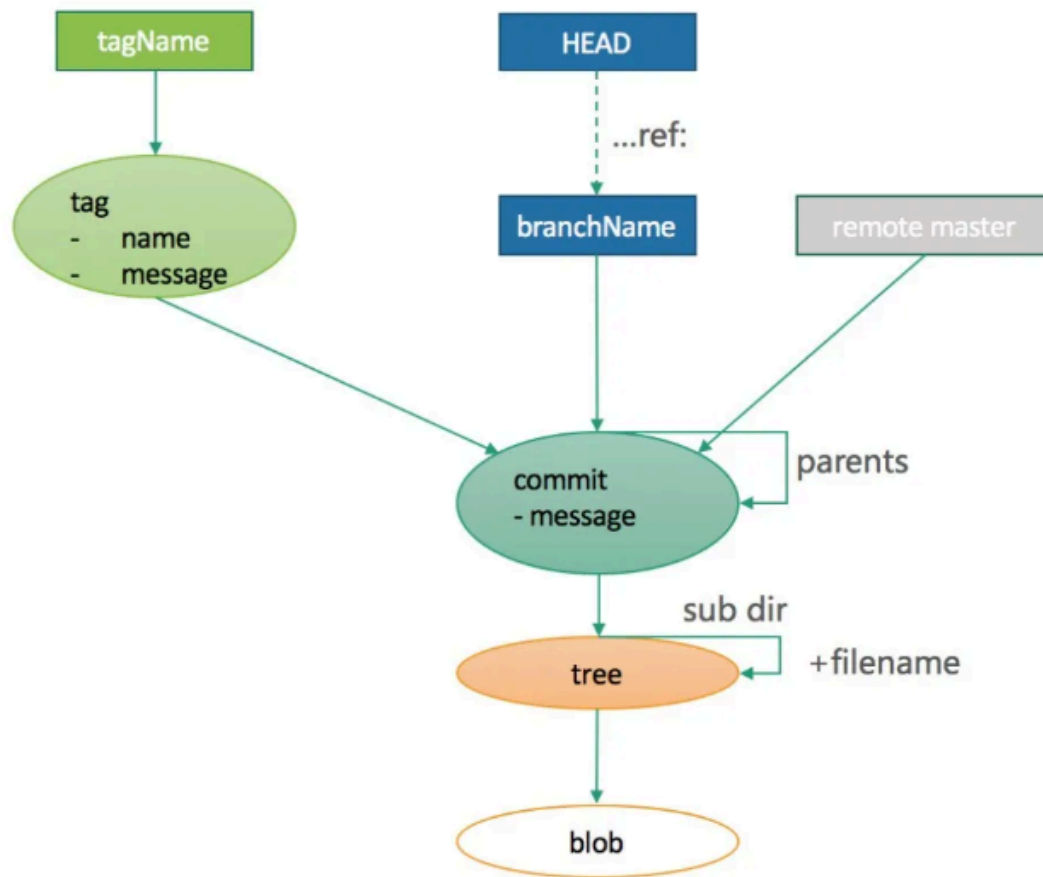 tagName
HEAD
...ref:
tag
- name
- message
branchName
remote master
commit
- message
parents
sub dir
+filename
tree
blob